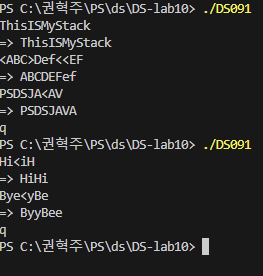 PS C:\권혁주\PS\ds\DS-lab10> ./DS091
ThisISMyStack
=> ThisISMyStack
<ABC>Def<<EF
=> ABCDEFef
PSDSJA<AV
=> PSDSJAVA
q
PS C:\권혁주\PS\ds\DS-lab10> ./DS091
Hi<iH
=> HiHi
Bye<yBe
=> ByyBee
q
PS C:\권혁주\PS\ds\DS-lab10>